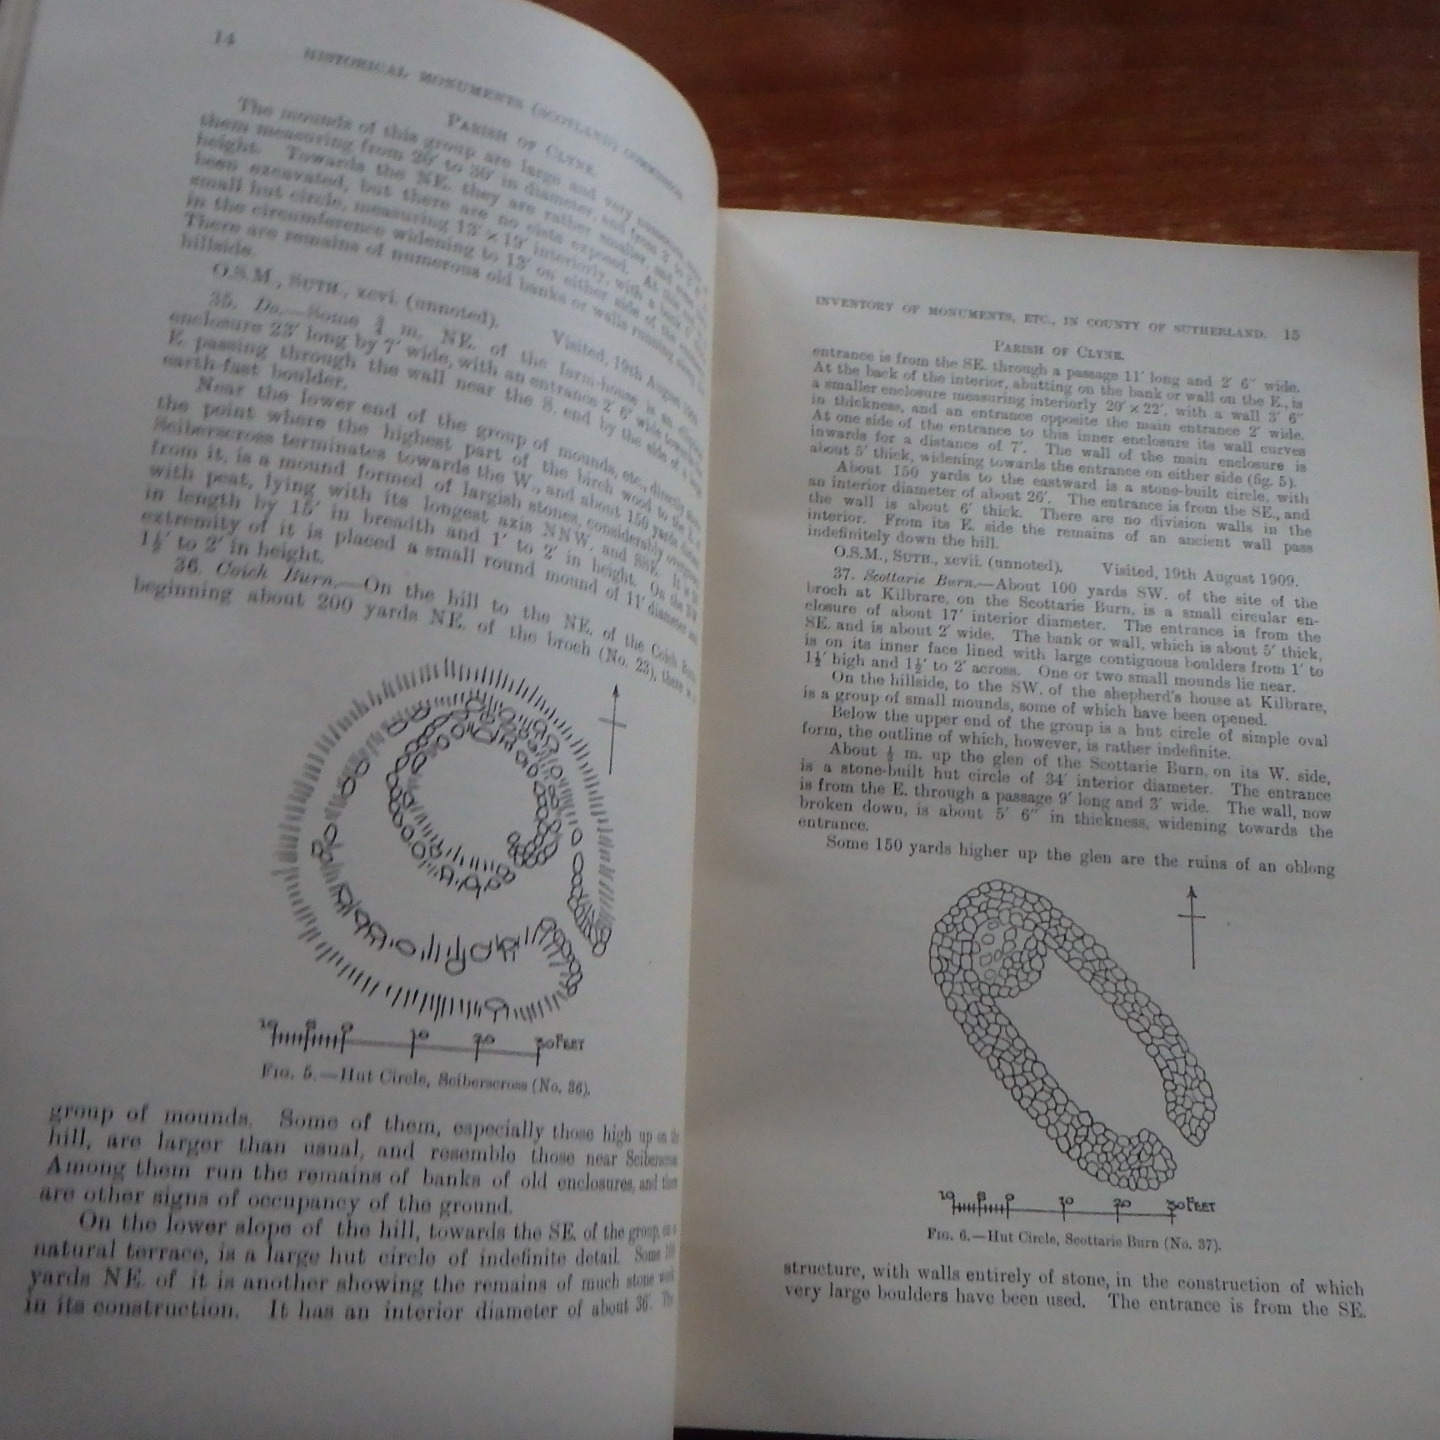 14
HISTORICAL MONUMENTS (SCOTLAND) COMMISSION
PARISH OF CLYNE.
The mounds of this group are large and very
them measuring from 20′ to 30′ in diameter, and from 2′ to
height. Towards the NE. they are rather smaller, and
been excavated, but there are no cists exposed. At
small hut circle, measuring 13′ × 19′ interiorly, with a bank
in the circumference widening to 13′ on either side of the
There are remains of numerous old banks or walls running along the
hillside.
O.S.M., SUTH., xcvi. (unnoted). Visited, 19th August 1909.
35. Do.—Some ¾ m. NE. of the farm-house is an
enclosure 23′ long by 7′ wide, with an entrance 2′ 6″ wide towards the
E. passing through the wall near the S. end by the side of a large
earth-fast boulder.
Near the lower end of the group of mounds, etc., directly above
the point where the highest part of the birch wood to the E. of
Sciberscross terminates towards the W., and about 150 yards distant
from it, is a mound formed of largish stones, considerably overgrown
with peat, lying with its longest axis NNW. and SSE. It is
in length by 15′ in breadth and 1′ to 2′ in height. On the NW
extremity of it is placed a small round mound of 11′ diameter and
1½′ to 2′ in height.
36. Coich Burn.—On the hill to the NE. of the Coich Burn,
beginning about 200 yards NE. of the broch (No. 23), there is a
10 5 0 10 20 30 FEET
FIG. 5.—Hut Circle, Sciberscross (No. 36).
group of mounds. Some of them, especially those high up on the
hill, are larger than usual, and resemble those near Sciberscross.
Among them run the remains of banks of old enclosures, and there
are other signs of occupancy of the ground.
On the lower slope of the hill, towards the SE. of the group, on a
natural terrace, is a large hut circle of indefinite detail. Some
yards NE. of it is another showing the remains of much stone work
in its construction. It has an interior diameter of about 36′. The
INVENTORY OF MONUMENTS, ETC., IN COUNTY OF SUTHERLAND. 15
PARISH OF CLYNE.
entrance is from the SE. through a passage 11′ long and 2′ 6″ wide.
At the back of the interior, abutting on the bank or wall on the E., is
a smaller enclosure measuring interiorly 20′ × 22′, with a wall 3′ 6″
in thickness, and an entrance opposite the main entrance 2′ wide.
At one side of the entrance to this inner enclosure its wall curves
inwards for a distance of 7′. The wall of the main enclosure is
about 5′ thick, widening towards the entrance on either side (fig. 5).
About 150 yards to the eastward is a stone-built circle, with
an interior diameter of about 26′. The entrance is from the SE., and
the wall is about 6′ thick. There are no division walls in the
interior. From its E. side the remains of an ancient wall pass
indefinitely down the hill.
O.S.M., SUTH., xcvii. (unnoted). Visited, 19th August 1909.
37. Scottarie Burn.—About 100 yards SW. of the site of the
broch at Kilbrare, on the Scottarie Burn, is a small circular en-
closure of about 17′ interior diameter. The entrance is from the
SE. and is about 2′ wide. The bank or wall, which is about 5′ thick,
is on its inner face lined with large contiguous boulders from 1′ to
1½′ high and 1½′ to 2′ across. One or two small mounds lie near.
On the hillside, to the SW. of the shepherd's house at Kilbrare,
is a group of small mounds, some of which have been opened.
Below the upper end of the group is a hut circle of simple oval
form, the outline of which, however, is rather indefinite.
About ½ m. up the glen of the Scottarie Burn, on its W. side,
is a stone-built hut circle of 34′ interior diameter. The entrance
is from the E. through a passage 9′ long and 3′ wide. The wall, now
broken down, is about 5′ 6″ in thickness, widening towards the
entrance.
Some 150 yards higher up the glen are the ruins of an oblong
10 5 0 10 20 30 FEET
FIG. 6.—Hut Circle, Scottarie Burn (No. 37).
structure, with walls entirely of stone, in the construction of which
very large boulders have been used. The entrance is from the SE.